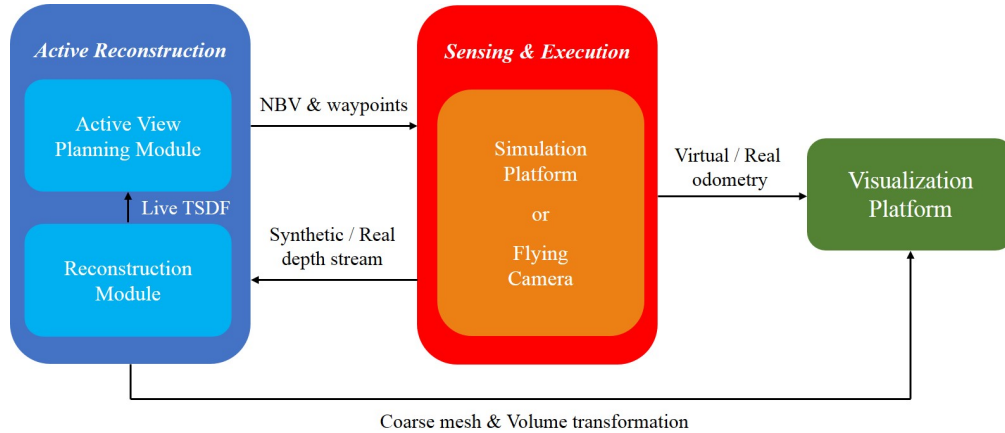 Active Reconstruction
Active View
Planning Module
Live TSDF
Reconstruction
Module
NBV & waypoints
Synthetic / Real
depth stream
Sensing & Execution
Simulation
Platform
or
Flying
Camera
Virtual / Real
odometry
Visualization
Platform
Coarse mesh & Volume transformation